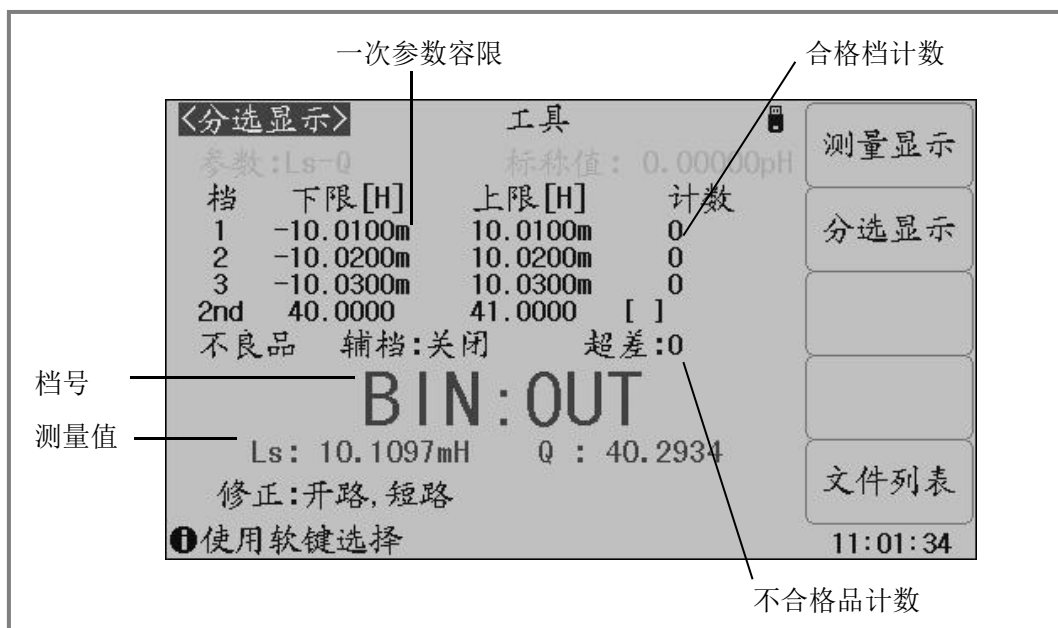 一次参数容限
合格档计数
<分选显示> 工具
参数:Ls-Q 标称值: 0.00000pH
档 下限[H] 上限[H] 计数
1 -10.0100m 10.0100m 0
2 -10.0200m 10.0200m 0
3 -10.0300m 10.0300m 0
2nd 40.0000 41.0000 [ ]
不良品 辅档:关闭 超差:0
BIN:OUT
Ls: 10.1097mH Q : 40.2934
修正:开路,短路
使用软键选择
测量显示
分选显示
文件列表
11:01:34
档号
测量值
不合格品计数